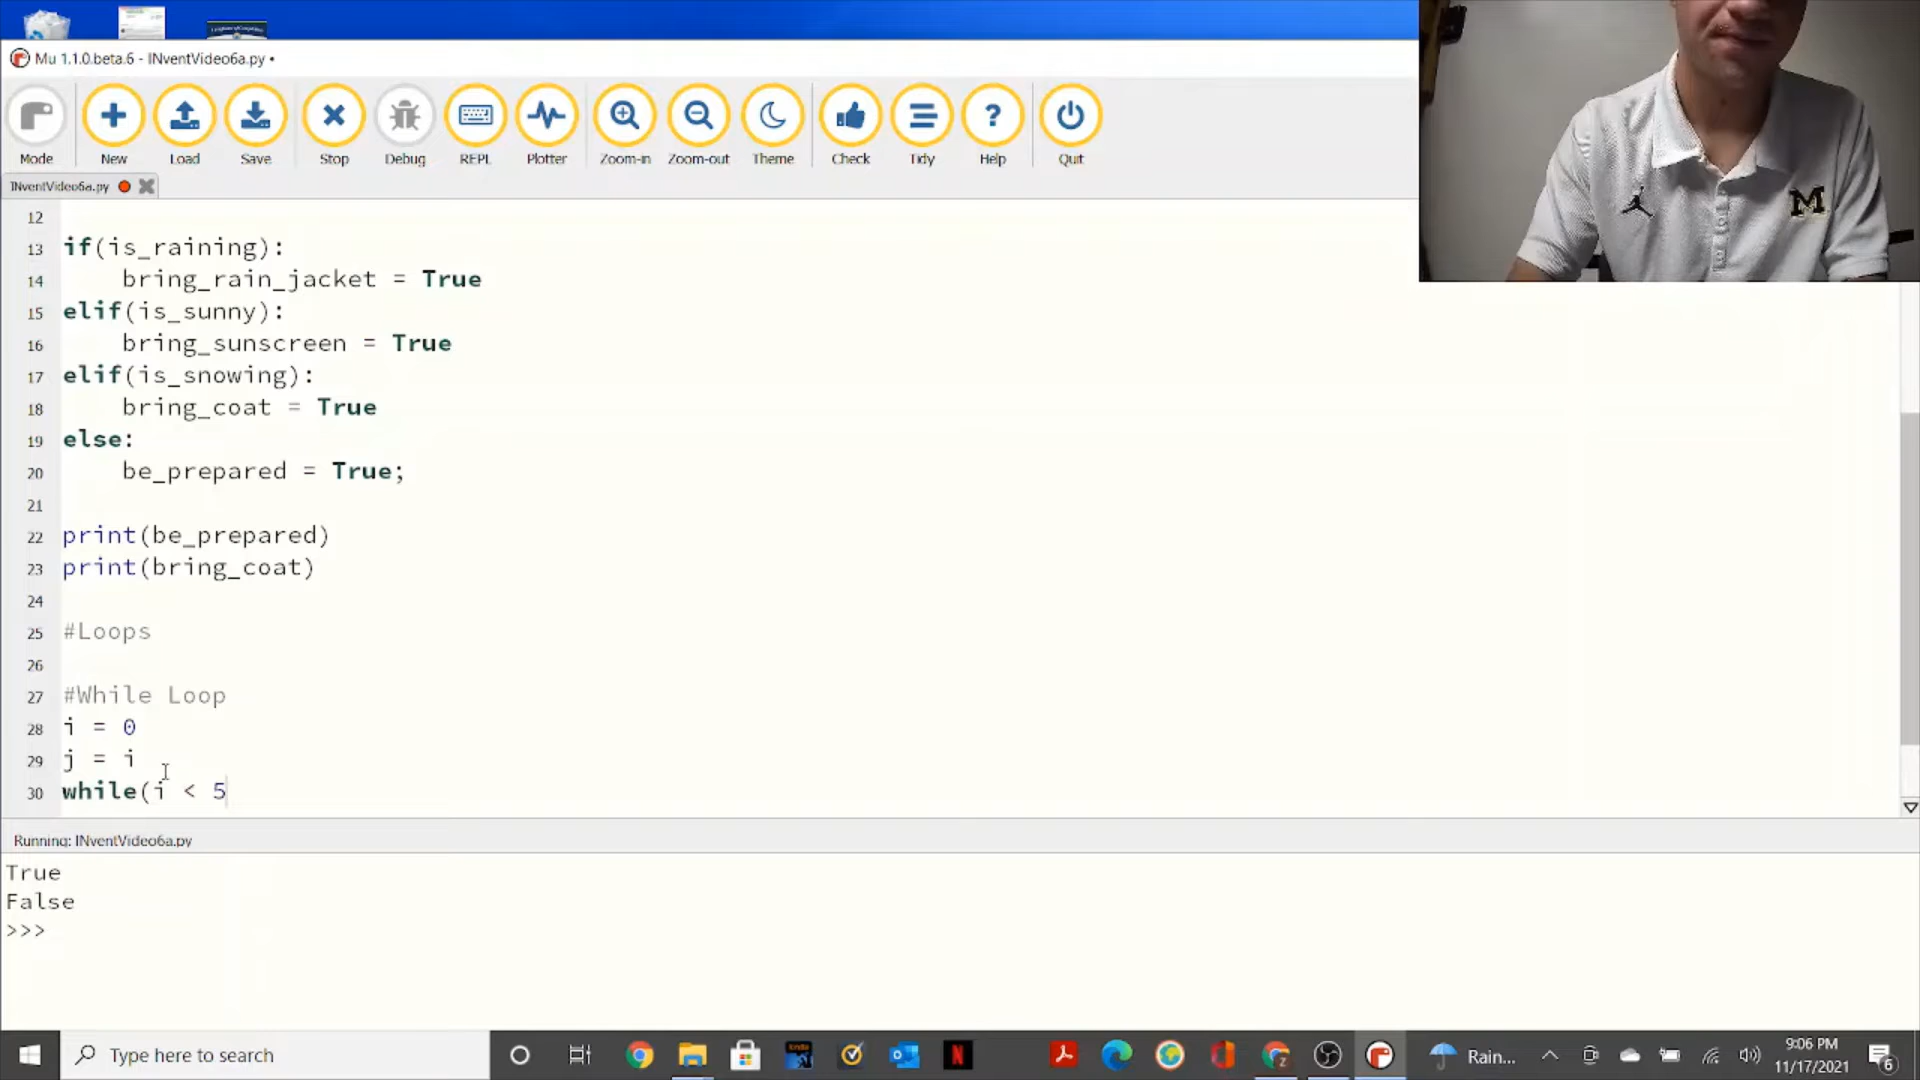 Mu 1.1.0.beta.6 - INventVideo6a.py •
Mode New Load Save Stop Debug REPL Plotter Zoom-in Zoom-out Theme Check Tidy Help Quit
INventVideo6a.py
12
13 if(is_raining):
14 bring_rain_jacket = True
15 elif(is_sunny):
16 bring_sunscreen = True
17 elif(is_snowing):
18 bring_coat = True
19 else:
20 be_prepared = True;
21
22 print(be_prepared)
23 print(bring_coat)
24
25 #Loops
26
27 #While Loop
28 i = 0
29 j = i
30 while(i < 5
Running: INventVideo6a.py
True
False
>>>
M
Type here to search
Rain...
9:06 PM
11/17/2021
6